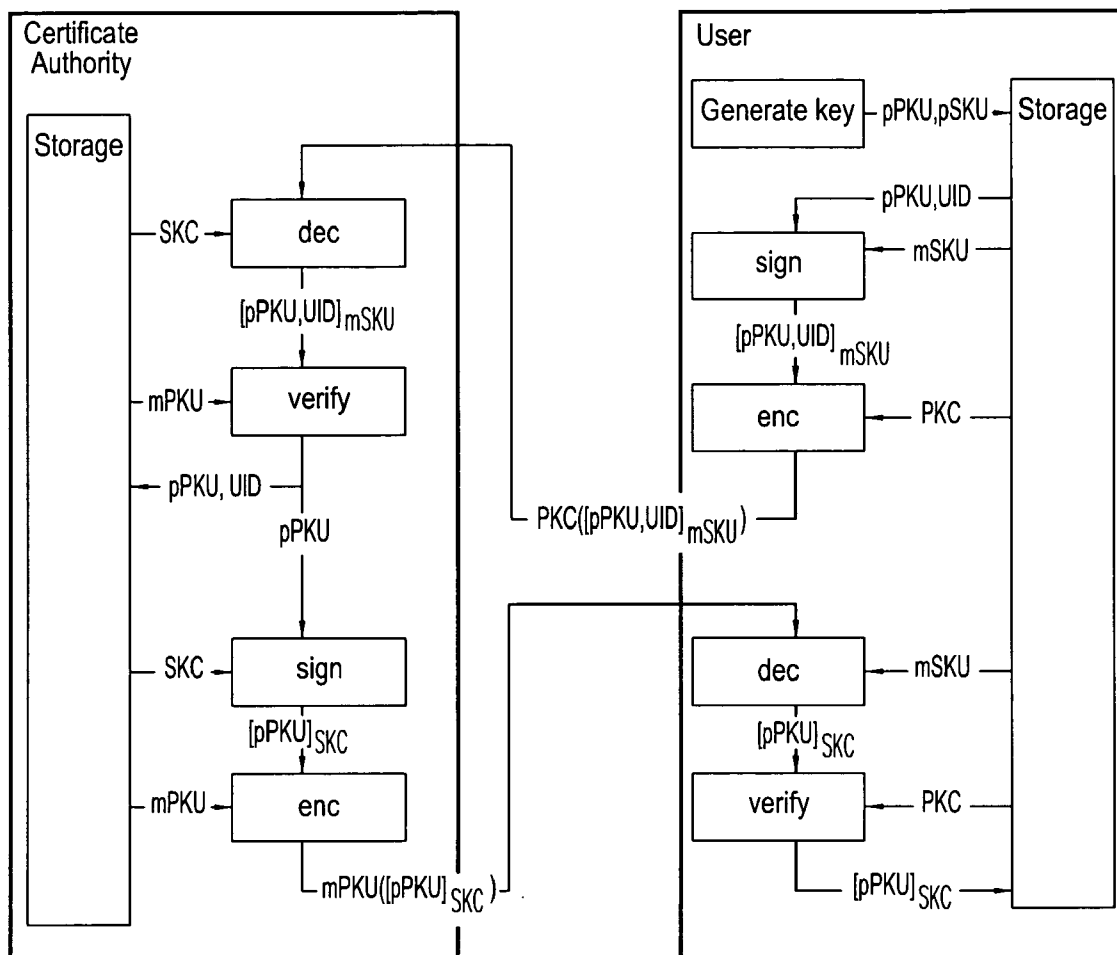 Certificate
Authority
Storage
SKC
dec
[pPKU,UID]mSKU
mPKU
verify
pPKU, UID
pPKU
SKC
sign
[pPKU]SKC
mPKU
enc
mPKU([pPKU]SKC)
PKC([pPKU,UID]mSKU)
User
Generate key
pPKU,pSKU
Storage
pPKU,UID
mSKU
sign
[pPKU,UID]mSKU
PKC
enc
dec
mSKU
[pPKU]SKC
verify
PKC
[pPKU]SKC